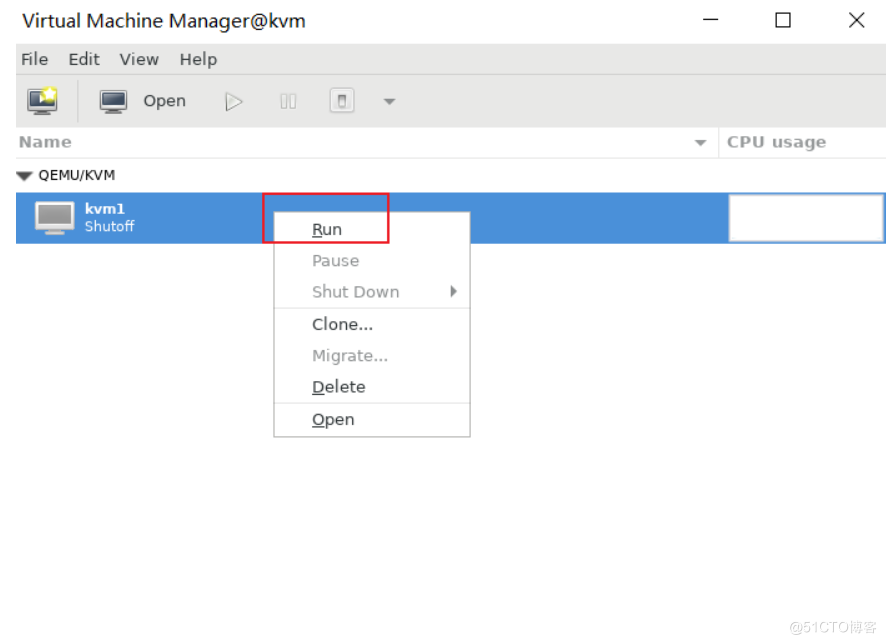 Virtual Machine Manager@kvm
File Edit View Help
Open
Name CPU usage
QEMU/KVM
kvm1
Shutoff
Run
Pause
Shut Down
Clone...
Migrate...
Delete
Open
@51CTO博客